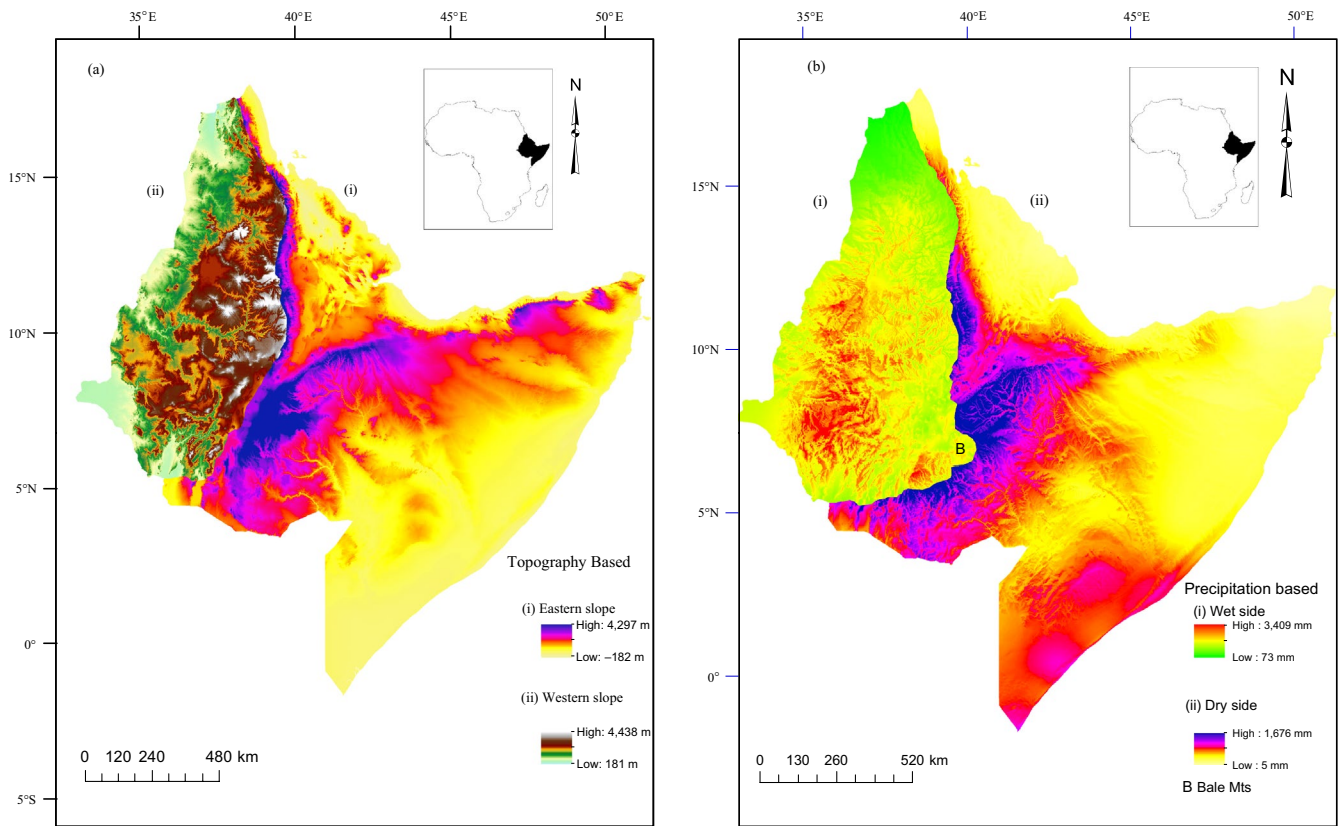 35°E 40°E 45°E 50°E
(a)
N
15°N
(ii)
(i)
10°N
5°N
Topography Based
(i) Eastern slope
High: 4,297 m
Low: –182 m
0°
(ii) Western slope
High: 4,438 m
Low: 181 m
0 120 240 480 km
5°S
35°E 40°E 45°E 50°E
(b)
N
15°N
(i)
(ii)
10°N
B
5°N
Precipitation based
(i) Wet side
High : 3,409 mm
Low : 73 mm
0°
(ii) Dry side
High : 1,676 mm
Low : 5 mm
B Bale Mts
0 130 260 520 km